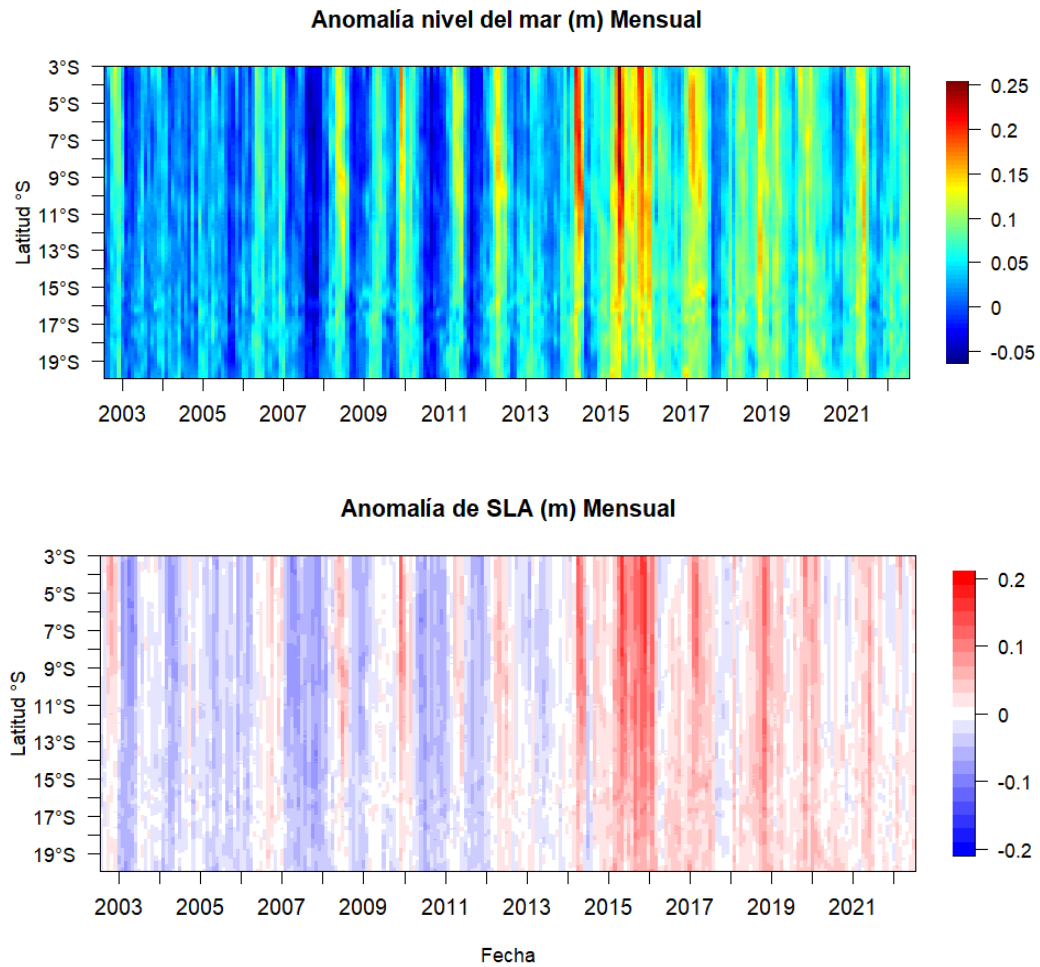 Anomalía nivel del mar (m) Mensual
3°S
5°S
7°S
9°S
11°S
13°S
15°S
17°S
19°S
Latitud °S
2003 2005 2007 2009 2011 2013 2015 2017 2019 2021
0.25
0.20
0.15
0.10
0.05
0
-0.05
Anomalía de SLA (m) Mensual
3°S
5°S
7°S
9°S
11°S
13°S
15°S
17°S
19°S
Latitud °S
2003 2005 2007 2009 2011 2013 2015 2017 2019 2021
Fecha
0.2
0.1
0
-0.1
-0.2